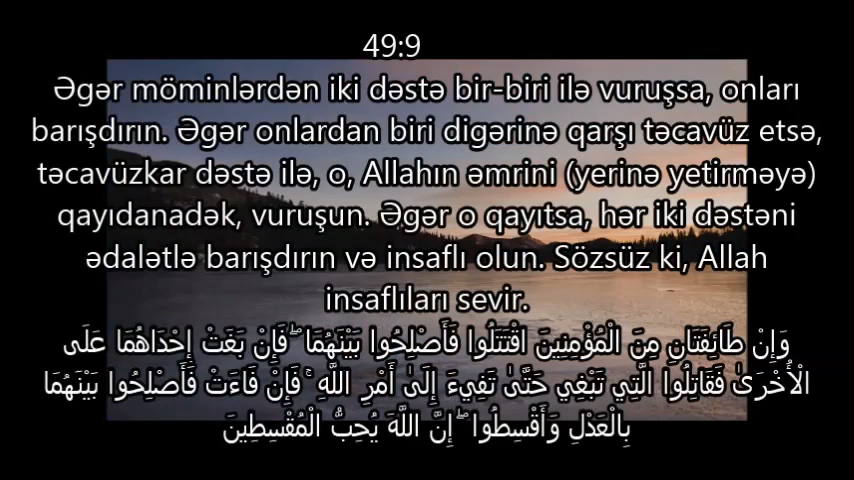 49:9
Əgər möminlərdən iki dəstə bir-biri ilə vuruşsa, onları
barışdırın. Əgər onlardan biri digərinə qarşı təcavüz etsə,
təcavüzkar dəstə ilə, o, Allahın əmrini (yerinə yetirməyə)
qayıdanadək, vuruşun. Əgər o qayıtsa, hər iki dəstəni
ədalətlə barışdırın və insaflı olun. Sözsüz ki, Allah
insaflıları sevir.
وَإِنْ طَائِفَتَانِ مِنَ الْمُؤْمِنِينَ اقْتَتَلُوا فَأَصْلِحُوا بَيْنَهُمَا ۖ فَإِنْ بَغَتْ إِحْدَاهُمَا عَلَى
الْأُخْرَىٰ فَقَاتِلُوا الَّتِي تَبْغِي حَتَّىٰ تَفِيءَ إِلَىٰ أَمْرِ اللَّهِ ۚ فَإِنْ فَاءَتْ فَأَصْلِحُوا بَيْنَهُمَا
بِالْعَدْلِ وَأَقْسِطُوا ۖ إِنَّ اللَّهَ يُحِبُّ الْمُقْسِطِينَ